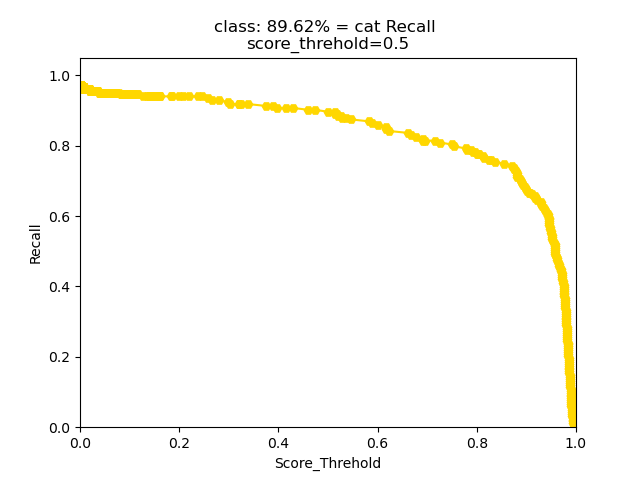 class: 89.62% = cat Recall
score_threhold=0.5
Recall
1.0
0.8
0.6
0.4
0.2
0.0
0.0 0.2 0.4 0.6 0.8 1.0
Score_Threhold